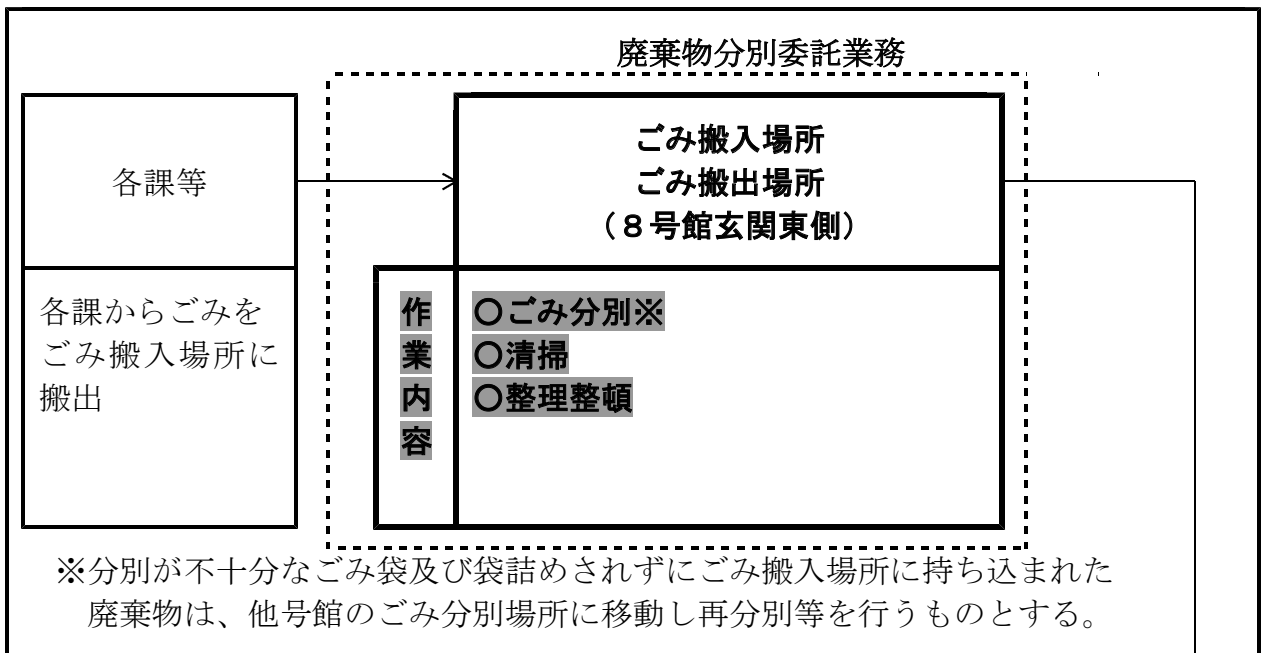 廃棄物分別委託業務
各課等
ごみ搬入場所
ごみ搬出場所
（８号館玄関東側）
各課からごみを
ごみ搬入場所に
搬出
作
業
内
容
〇ごみ分別※
〇清掃
〇整理整頓
※分別が不十分なごみ袋及び袋詰めされずにごみ搬入場所に持ち込まれた
廃棄物は、他号館のごみ分別場所に移動し再分別等を行うものとする。